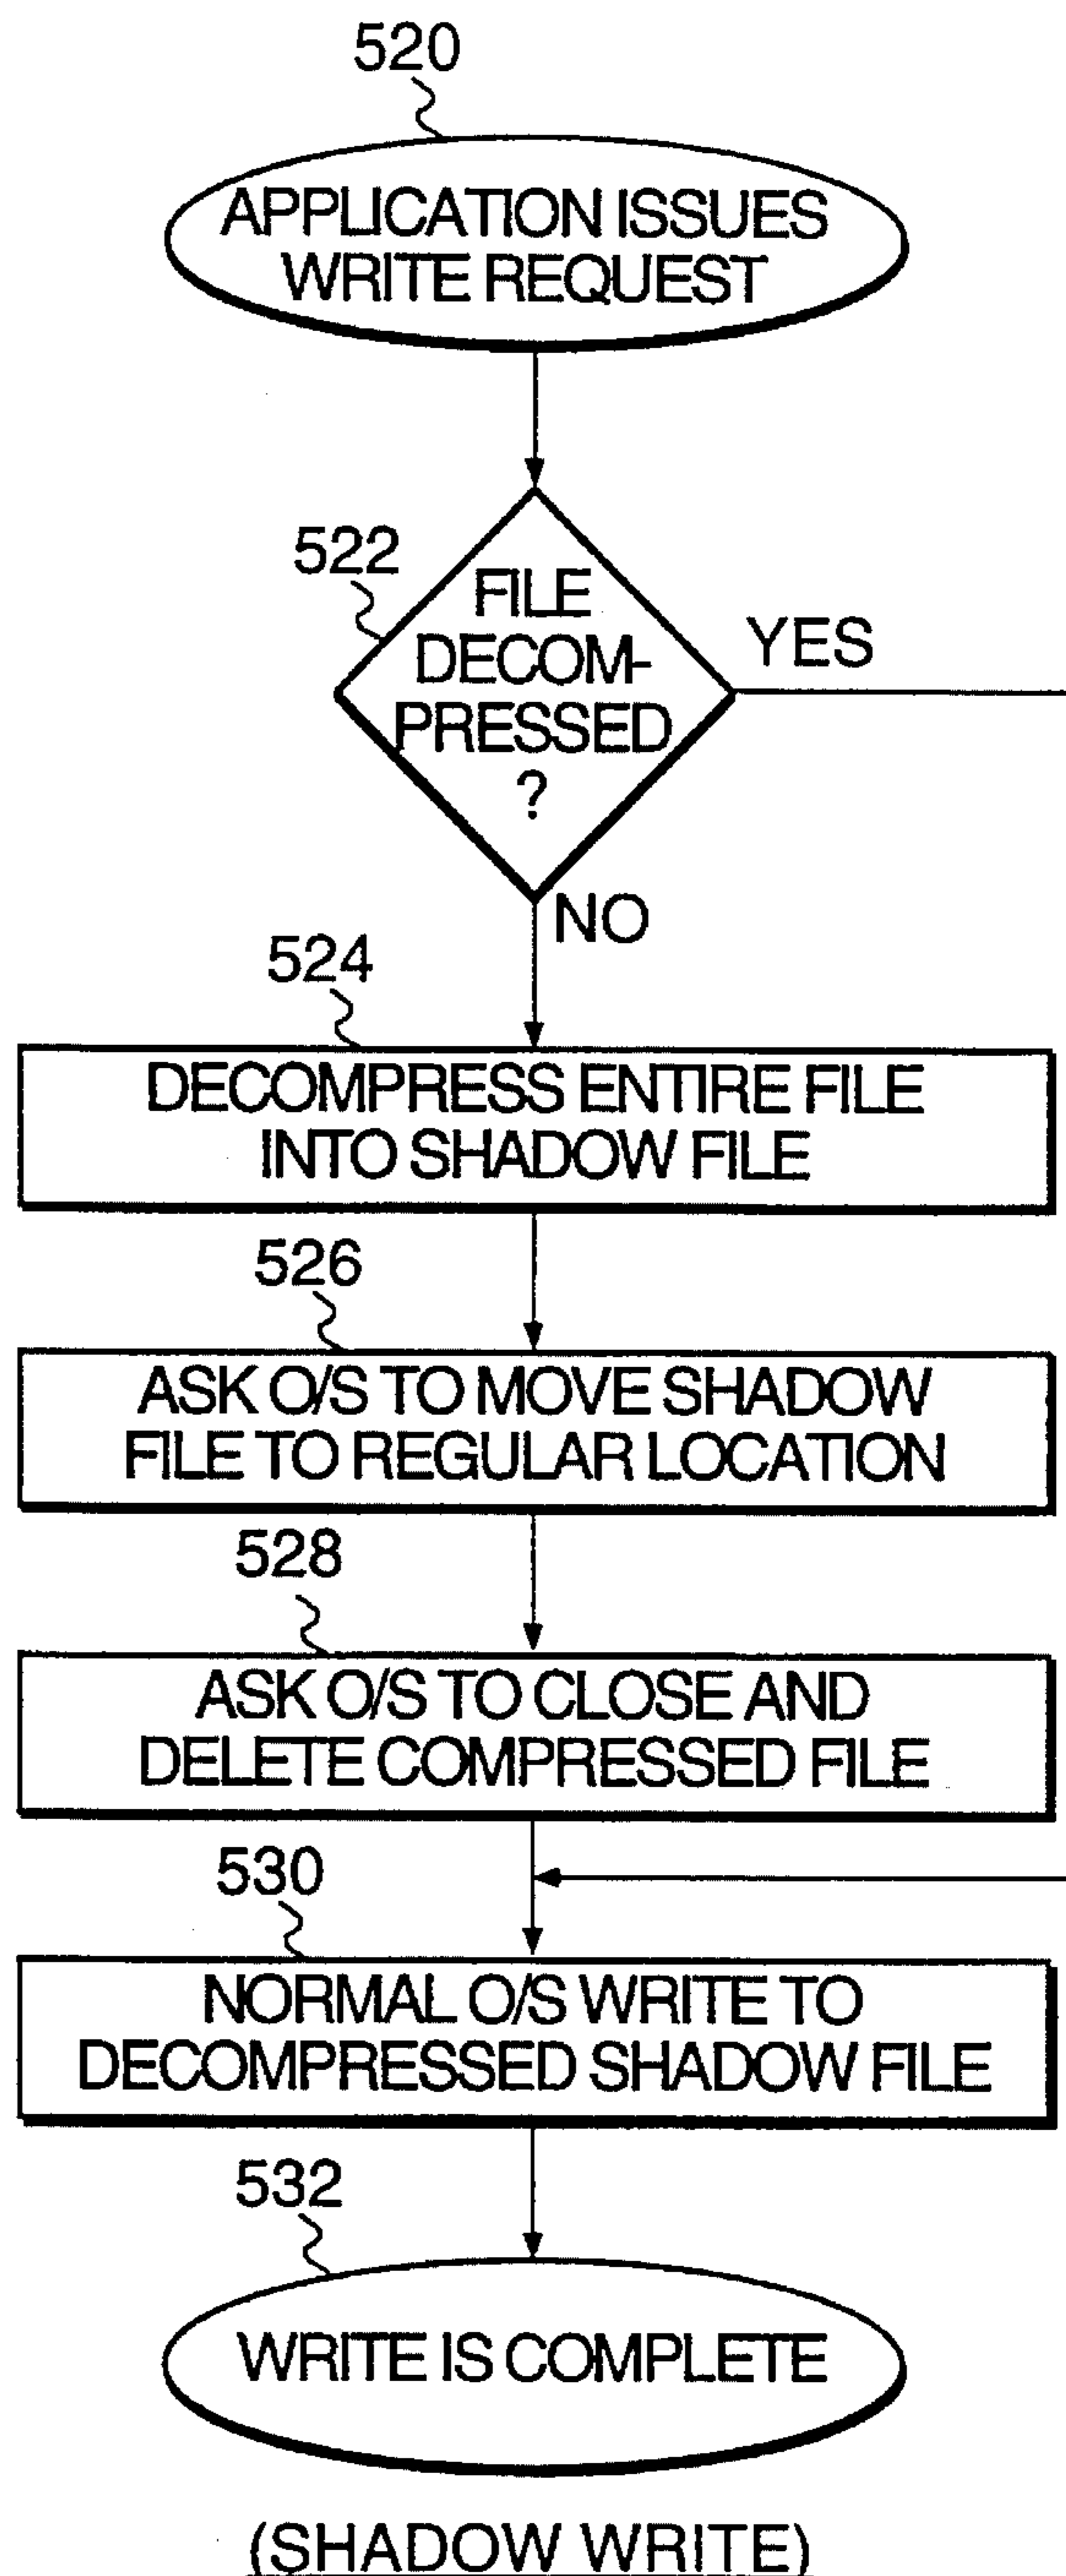 520
APPLICATION ISSUES
WRITE REQUEST
522
FILE
DECOM-
PRESSED
?
YES
NO
524
DECOMPRESS ENTIRE FILE
INTO SHADOW FILE
526
ASK O/S TO MOVE SHADOW
FILE TO REGULAR LOCATION
528
ASK O/S TO CLOSE AND
DELETE COMPRESSED FILE
530
NORMAL O/S WRITE TO
DECOMPRESSED SHADOW FILE
532
WRITE IS COMPLETE
(SHADOW WRITE)